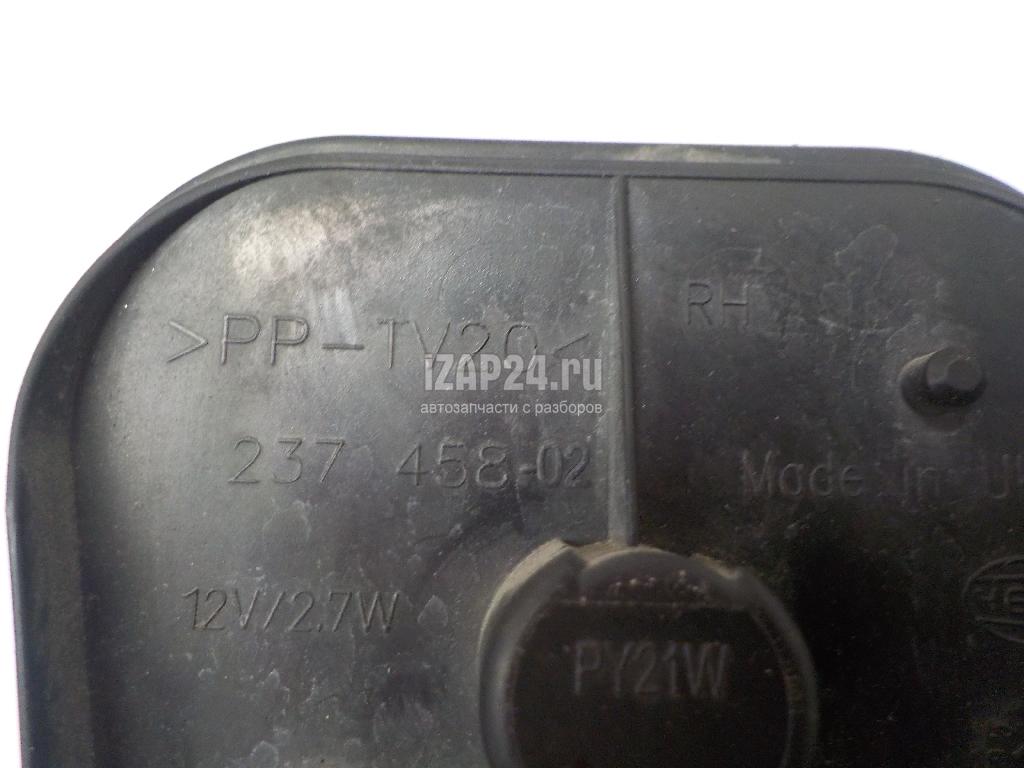 RH
>PP-TV20<
iZAP24.ru
автозапчасти с разборов
237 458-02
Made in
12V/2.7W
PY21W